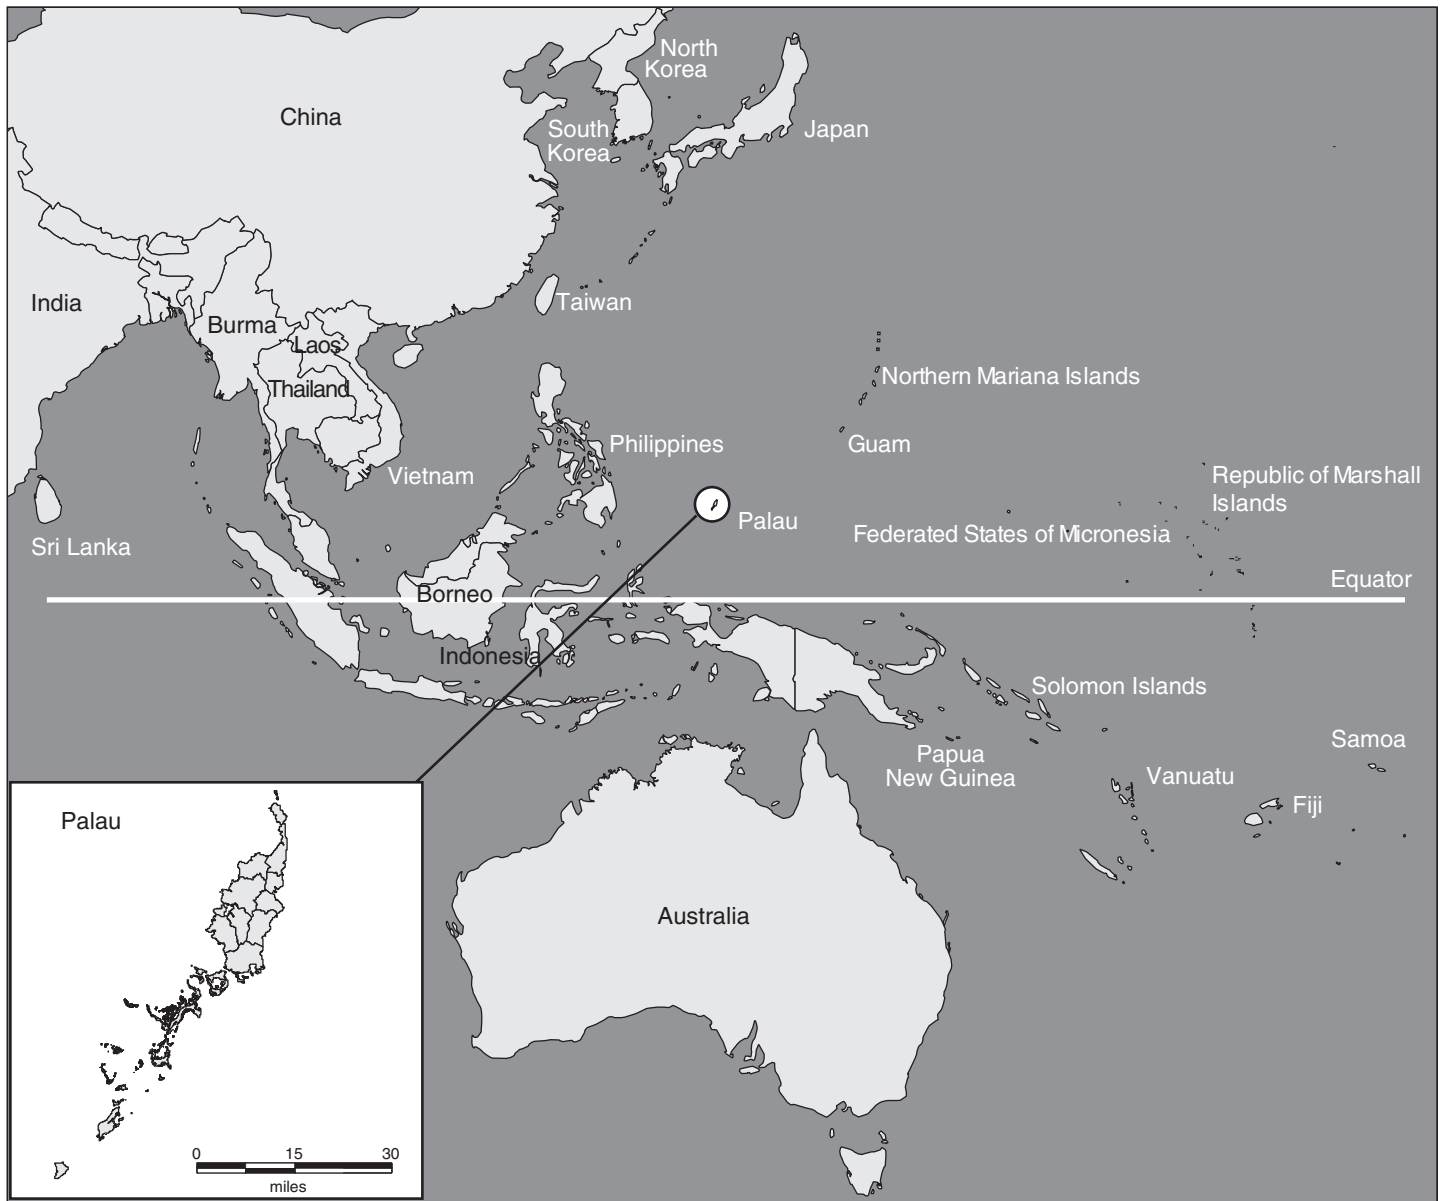 North
Korea
China
South
Korea
Japan
India
Taiwan
Burma
Laos
Northern Mariana Islands
Thailand
Philippines
Guam
Vietnam
Republic of Marshall
Islands
Palau
Federated States of Micronesia
Sri Lanka
Equator
Borneo
Indonesia
Solomon Islands
Samoa
Papua
New Guinea
Vanuatu
Fiji
Palau
Australia
0 15 30
miles